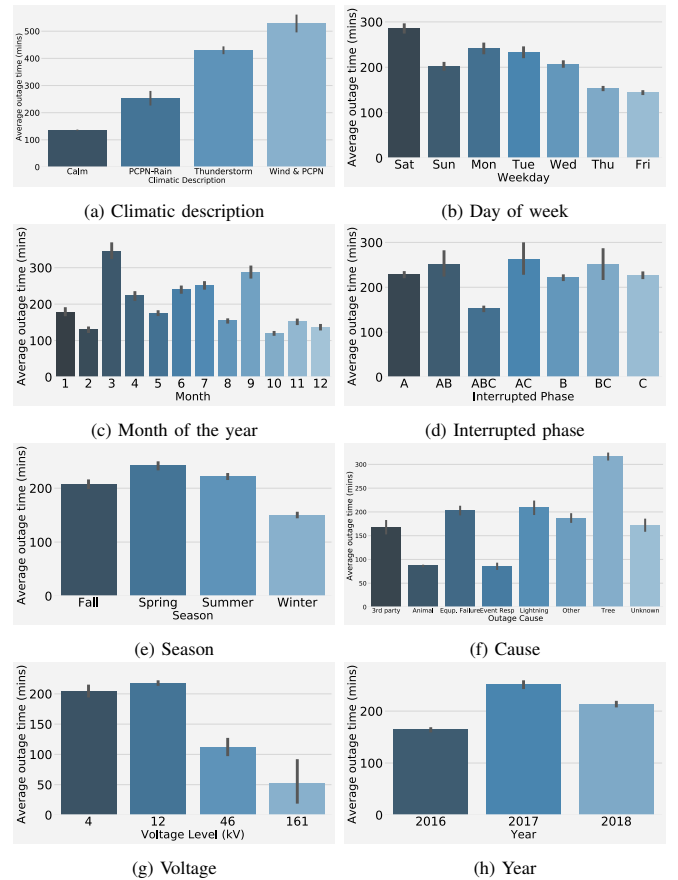 Average outage time (mins)
500
400
300
200
100
0
Calm PCPN-Rain Thunderstorm Wind & PCPN
Climatic Description
(a) Climatic description
Average outage time (mins)
300
200
100
0
Sat Sun Mon Tue Wed Thu Fri
Weekday
(b) Day of week
Average outage time (mins)
300
200
100
0
1 2 3 4 5 6 7 8 9 10 11 12
Month
(c) Month of the year
Average outage time (mins)
300
200
100
0
A AB ABC AC B BC C
Interrupted Phase
(d) Interrupted phase
Average outage time (mins)
200
100
0
Fall Spring Summer Winter
Season
(e) Season
Average outage time (mins)
300
250
200
150
100
50
0
3rd party Animal Equp, Failure Event Resp Lightning Other Tree Unknown
Outage Cause
(f) Cause
Average outage time (mins)
200
150
100
50
0
4 12 46 161
Voltage Level (kV)
(g) Voltage
Average outage time (mins)
200
100
0
2016 2017 2018
Year
(h) Year